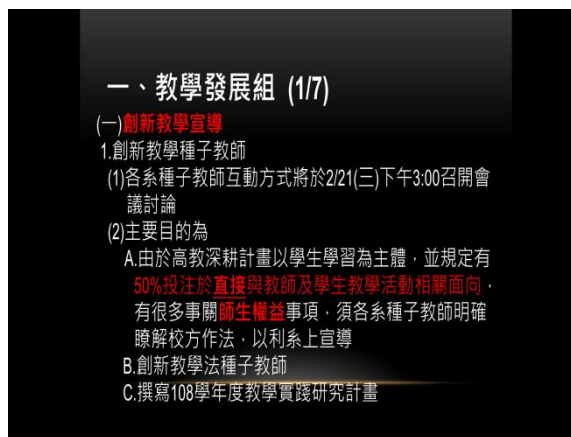 一、教學發展組 (1/7)
(一)創新教學宣導
1.創新教學種子教師
(1)各系種子教師互動方式將於2/21(三)下午3:00召開會
議討論
(2)主要目的為
A.由於高教深耕計畫以學生學習為主體，並規定有
50%投注於直接與教師及學生教學活動相關面向，
有很多事關師生權益事項，須各系種子教師明確
瞭解校方作法，以利系上宣導
B.創新教學法種子教師
C.撰寫108學年度教學實踐研究計畫